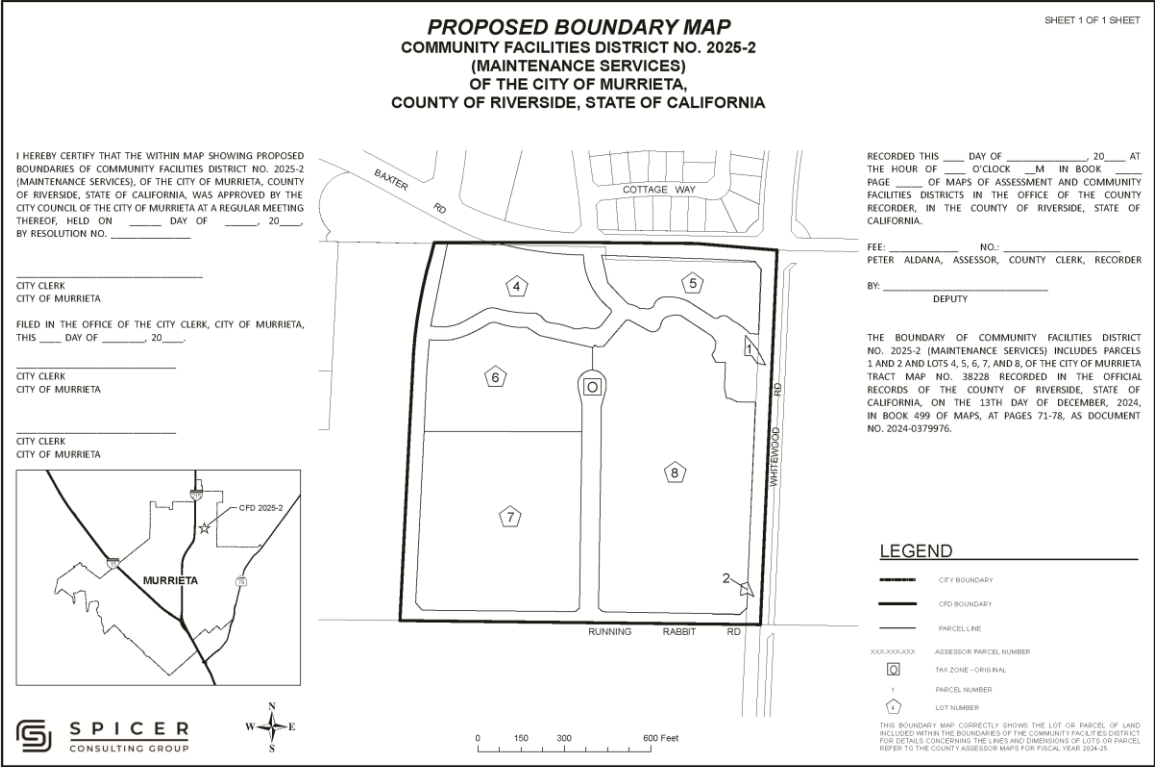 SHEET 1 OF 1 SHEET
PROPOSED BOUNDARY MAP
COMMUNITY FACILITIES DISTRICT NO. 2025-2
(MAINTENANCE SERVICES)
OF THE CITY OF MURRIETA,
COUNTY OF RIVERSIDE, STATE OF CALIFORNIA
I HEREBY CERTIFY THAT THE WITHIN MAP SHOWING PROPOSED
BOUNDARIES OF COMMUNITY FACILITIES DISTRICT NO. 2025-2
(MAINTENANCE SERVICES), OF THE CITY OF MURRIETA, COUNTY
OF RIVERSIDE, STATE OF CALIFORNIA, WAS APPROVED BY THE
CITY COUNCIL OF THE CITY OF MURRIETA AT A REGULAR MEETING
THEREOF, HELD ON _____ DAY OF _____, 20___,
BY RESOLUTION NO. _____________
CITY CLERK
CITY OF MURRIETA
FILED IN THE OFFICE OF THE CITY CLERK, CITY OF MURRIETA,
THIS ____ DAY OF _______, 20____.
CITY CLERK
CITY OF MURRIETA
CITY CLERK
CITY OF MURRIETA
CFD 2025-2
MURRIETA
SPICER
CONSULTING GROUP
N
W E
S
BAXTER
RD
COTTAGE WAY
4
5
1
6
O
WHITEWOOD RD
8
7
2
RUNNING RABBIT RD
0 150 300 600 Feet
RECORDED THIS ____ DAY OF ______________, 20____ AT
THE HOUR OF ____ O'CLOCK __M IN BOOK _____
PAGE _____ OF MAPS OF ASSESSMENT AND COMMUNITY
FACILITIES DISTRICTS IN THE OFFICE OF THE COUNTY
RECORDER, IN THE COUNTY OF RIVERSIDE, STATE OF
CALIFORNIA.
FEE: ____________ NO.: ____________________
PETER ALDANA, ASSESSOR, COUNTY CLERK, RECORDER
BY: ____________________________
DEPUTY
THE BOUNDARY OF COMMUNITY FACILITIES DISTRICT
NO. 2025-2 (MAINTENANCE SERVICES) INCLUDES PARCELS
1 AND 2 AND LOTS 4, 5, 6, 7, AND 8, OF THE CITY OF MURRIETA
TRACT MAP NO. 38228 RECORDED IN THE OFFICIAL
RECORDS OF THE COUNTY OF RIVERSIDE, STATE OF
CALIFORNIA, ON THE 13TH DAY OF DECEMBER, 2024,
IN BOOK 499 OF MAPS, AT PAGES 71-78, AS DOCUMENT
NO. 2024-0379976.
LEGEND
CITY BOUNDARY
CFD BOUNDARY
PARCEL LINE
XXX-XXX-XXX ASSESSOR PARCEL NUMBER
O TAX ZONE - ORIGINAL
1 PARCEL NUMBER
4 LOT NUMBER
THIS BOUNDARY MAP CORRECTLY SHOWS THE LOT OR PARCEL OF LAND
INCLUDED WITHIN THE BOUNDARIES OF THE COMMUNITY FACILITIES DISTRICT.
FOR DETAILS CONCERNING THE LINES AND DIMENSIONS OF LOTS OR PARCEL
REFER TO THE COUNTY ASSESSOR MAPS FOR FISCAL YEAR 2024-25